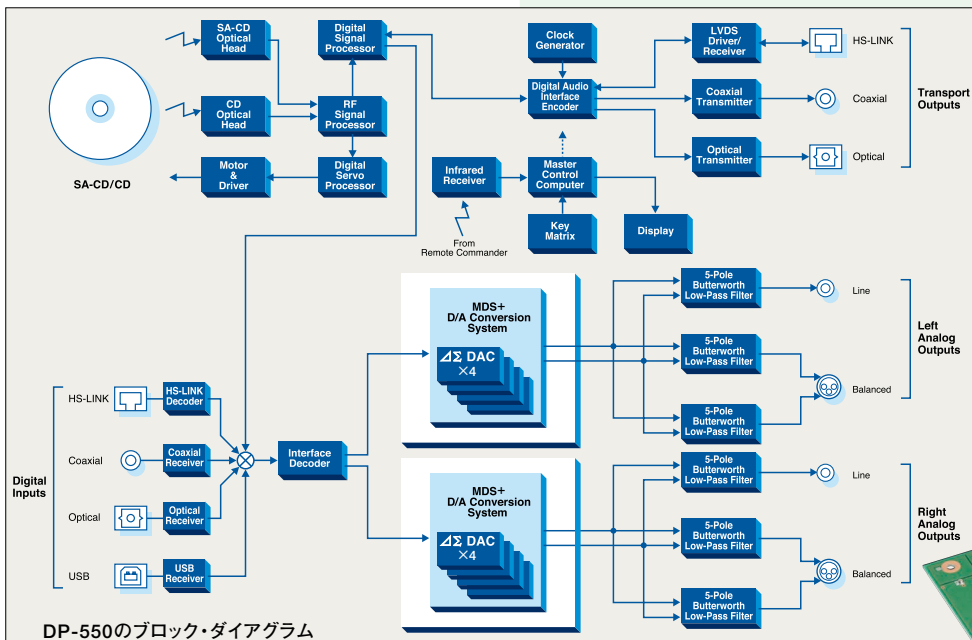 SA-CD
Optical
Head
Digital
Signal
Processor
Clock
Generator
LVDS
Driver/
Receiver
HS-LINK
CD
Optical
Head
RF
Signal
Processor
Digital Audio
Interface
Encoder
Coaxial
Transmitter
Coaxial
Transport
Outputs
SA-CD/CD
Motor
&
Driver
Digital
Servo
Processor
Infrared
Receiver
Master
Control
Computer
Optical
Transmitter
Optical
From
Remote Commander
Key
Matrix
Display
MDS+
D/A Conversion
System
ΔΣ DAC
×4
5-Pole
Butterworth
Low-Pass Filter
Line
5-Pole
Butterworth
Low-Pass Filter
Balanced
5-Pole
Butterworth
Low-Pass Filter
Left
Analog
Outputs
Digital
Inputs
HS-LINK
HS-LINK
Decoder
Coaxial
Coaxial
Receiver
Optical
Optical
Receiver
USB
USB
Receiver
Interface
Decoder
MDS+
D/A Conversion
System
ΔΣ DAC
×4
5-Pole
Butterworth
Low-Pass Filter
Line
5-Pole
Butterworth
Low-Pass Filter
Balanced
5-Pole
Butterworth
Low-Pass Filter
Right
Analog
Outputs
DP-550のブロック・ダイアグラム